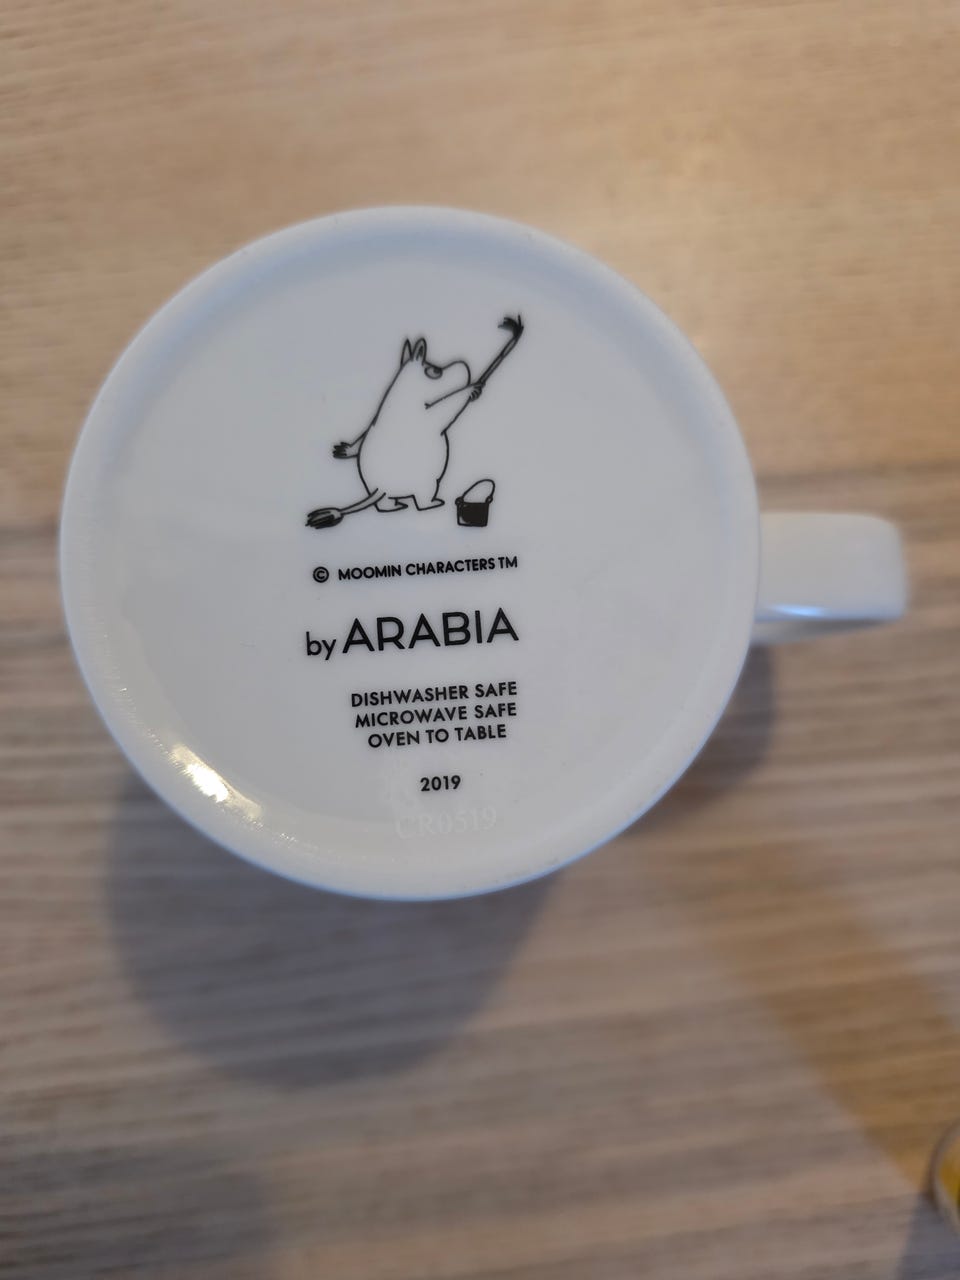 © MOOMIN CHARACTERS TM
by ARABIA
DISHWASHER SAFE
MICROWAVE SAFE
OVEN TO TABLE
2019
CR0519